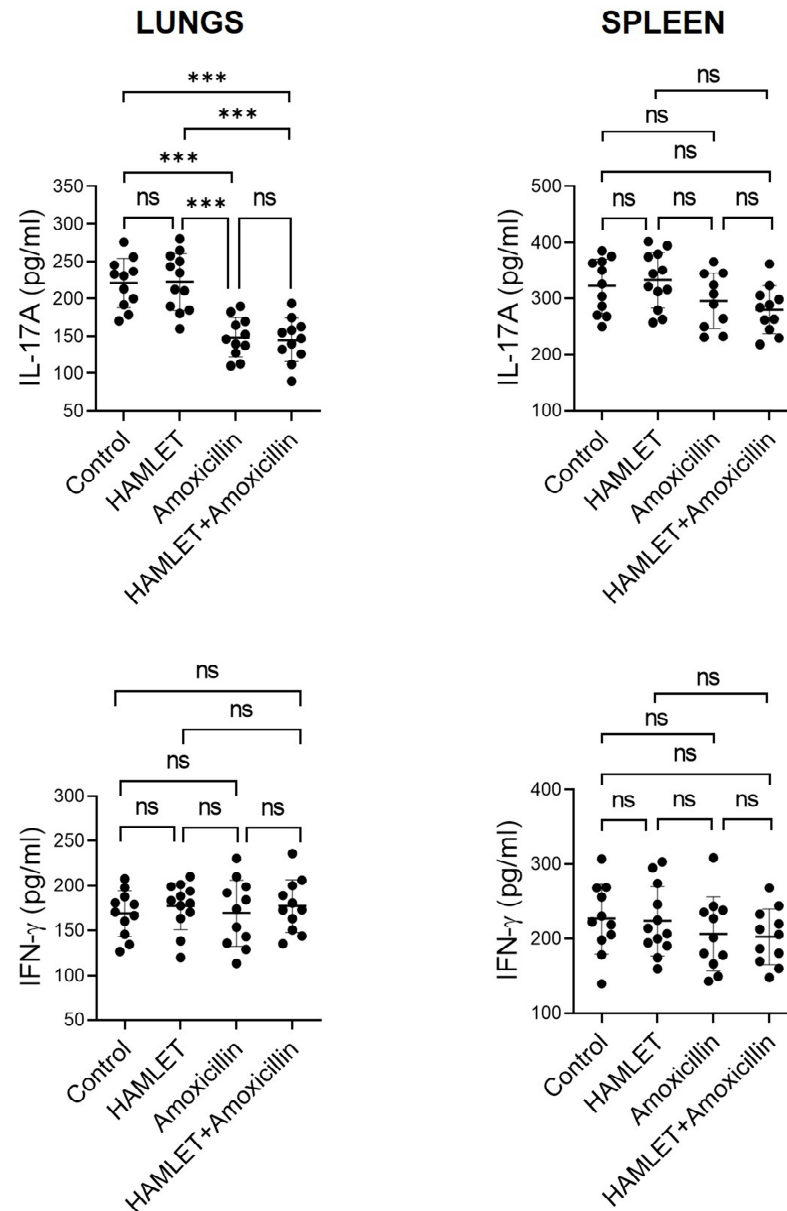 LUNGS
SPLEEN
***
***
***
ns
***
ns
IL-17A (pg/ml)
350
300
250
200
150
100
50
Control
HAMLET
Amoxicillin
HAMLET+Amoxicillin
ns
ns
ns
ns
ns
ns
IL-17A (pg/ml)
500
400
300
200
100
Control
HAMLET
Amoxicillin
HAMLET+Amoxicillin
ns
ns
ns
ns
ns
ns
IFN-γ (pg/ml)
300
250
200
150
100
50
Control
HAMLET
Amoxicillin
HAMLET+Amoxicillin
ns
ns
ns
ns
ns
ns
IFN-γ (pg/ml)
400
300
200
100
Control
HAMLET
Amoxicillin
HAMLET+Amoxicillin